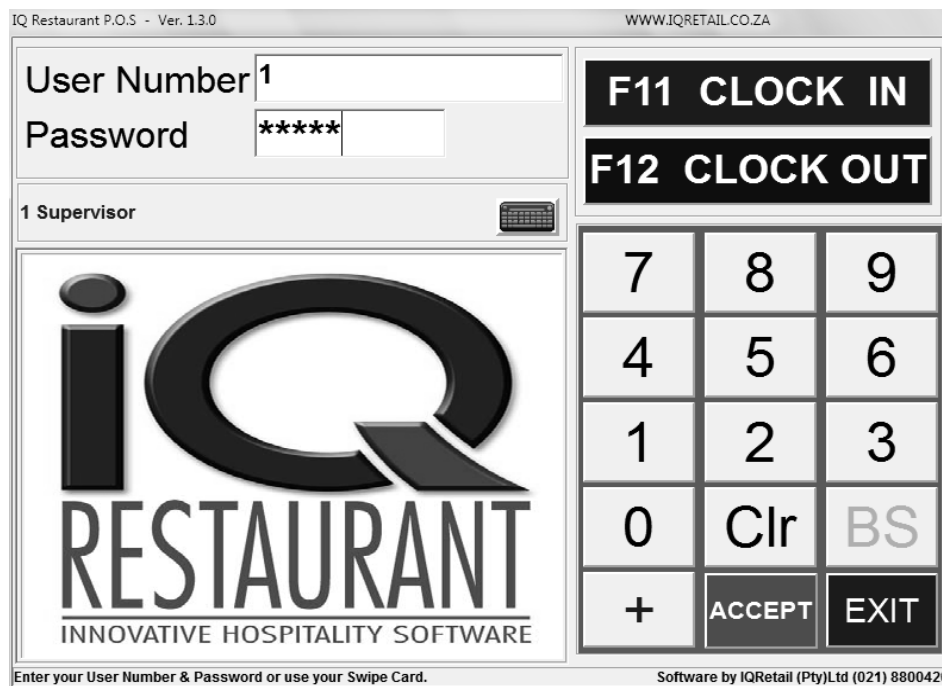 IQ Restaurant P.O.S - Ver. 1.3.0
WWW.IQRETAIL.CO.ZA
User Number 1
Password *****
1 Supervisor
F11 CLOCK IN
F12 CLOCK OUT
7 8 9
4 5 6
1 2 3
0 Clr BS
+ ACCEPT EXIT
iQ
RESTAURANT
INNOVATIVE HOSPITALITY SOFTWARE
Enter your User Number & Password or use your Swipe Card.
Software by IQRetail (Pty)Ltd (021) 880042